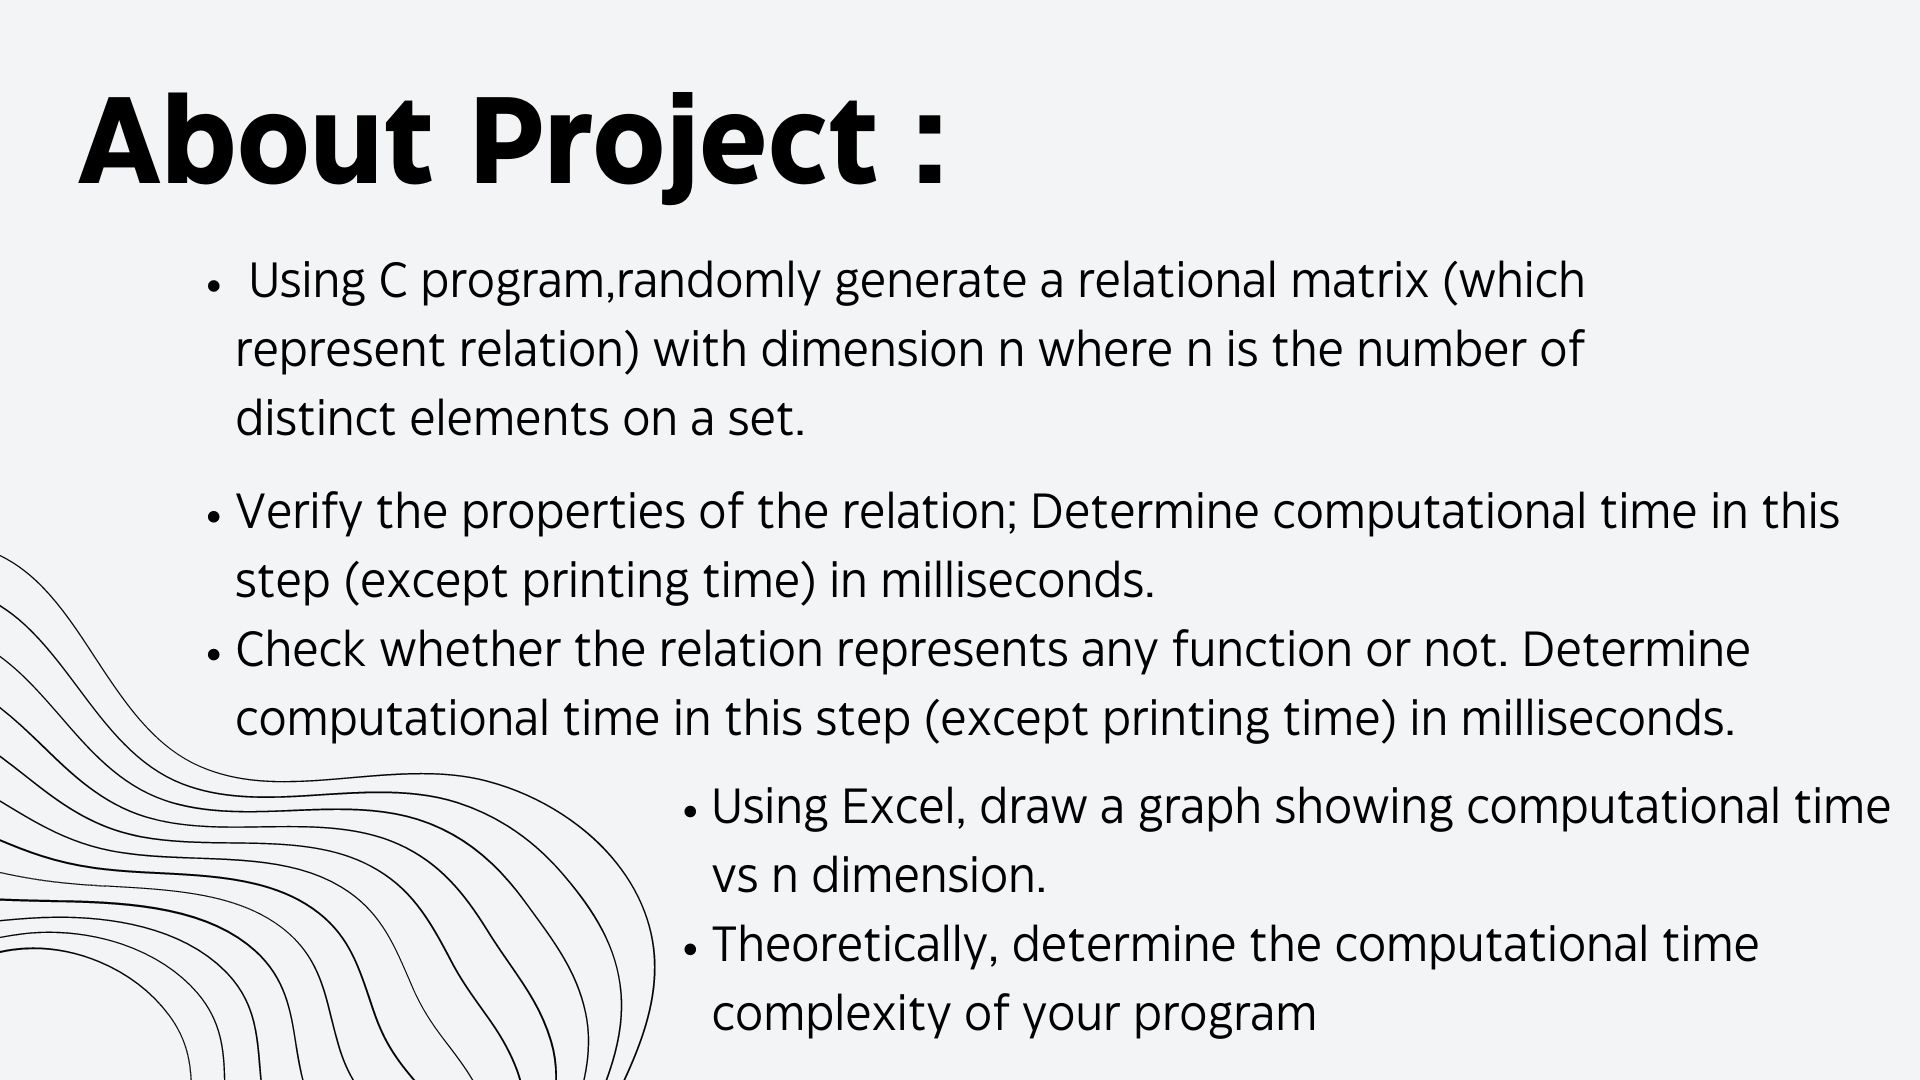 About Project :
• Using C program,randomly generate a relational matrix (which
represent relation) with dimension n where n is the number of
distinct elements on a set.
• Verify the properties of the relation; Determine computational time in this
step (except printing time) in milliseconds.
• Check whether the relation represents any function or not. Determine
computational time in this step (except printing time) in milliseconds.
• Using Excel, draw a graph showing computational time
vs n dimension.
• Theoretically, determine the computational time
complexity of your program